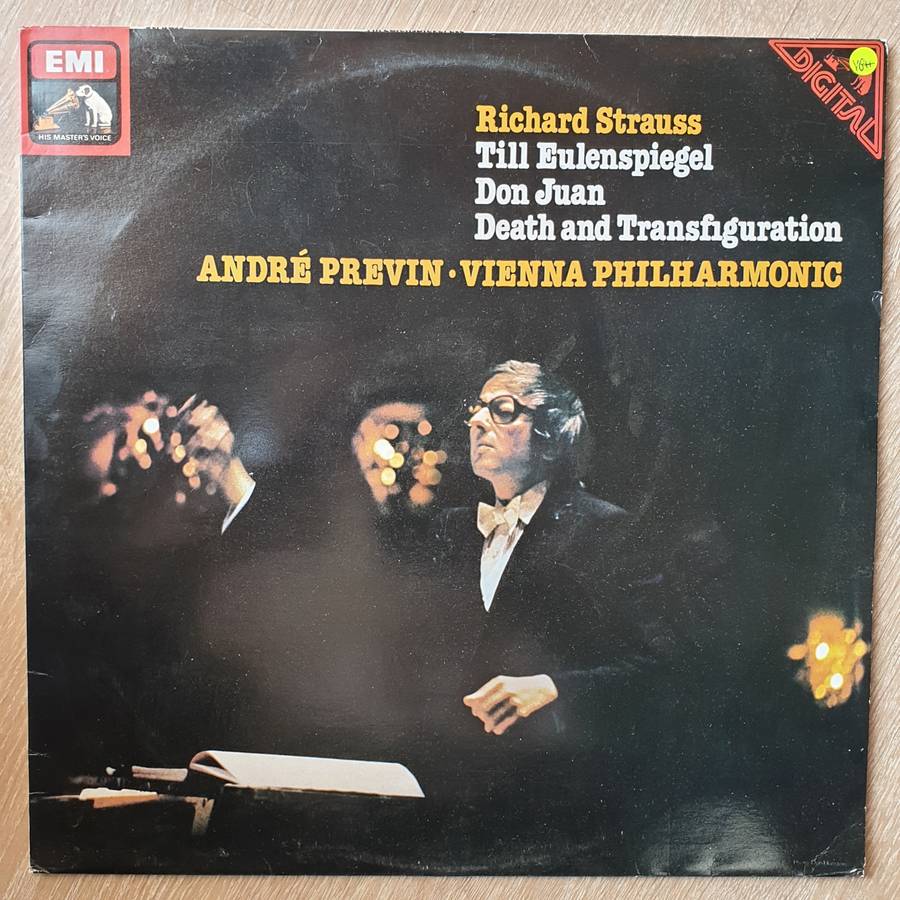 EMI
HIS MASTER'S VOICE
DIGITAL
Richard Strauss
Till Eulenspiegel
Don Juan
Death and Transfiguration
ANDRÉ PREVIN · VIENNA PHILHARMONIC